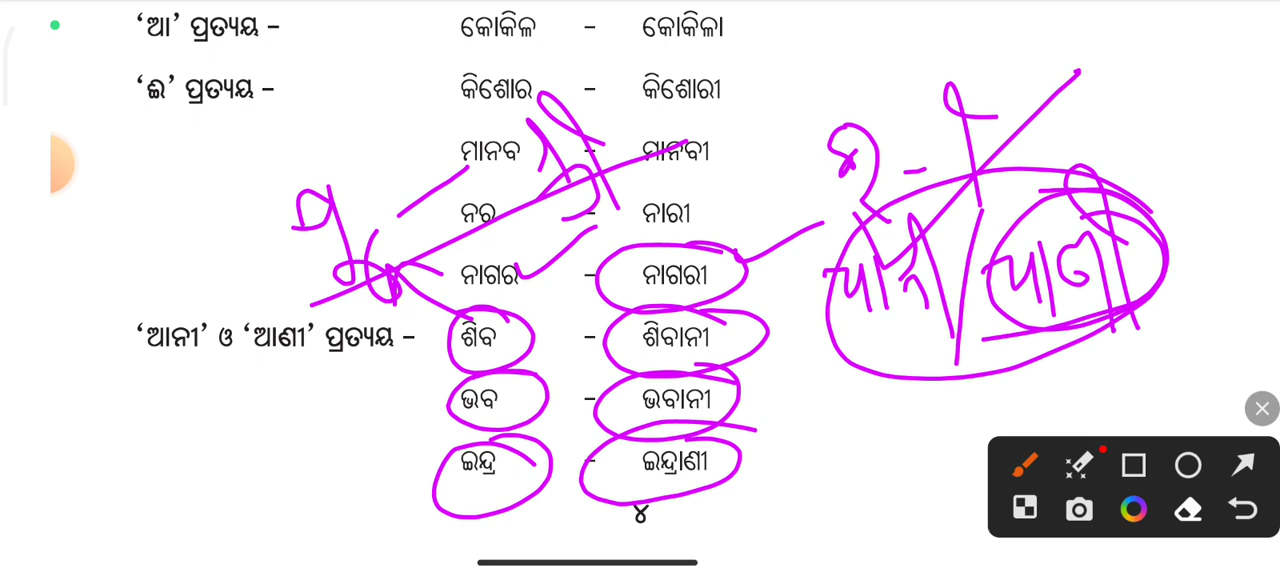 ‘ଆ’ ପ୍ରତ୍ୟୟ – କୋକିଳ – କୋକିଳା
‘ଈ’ ପ୍ରତ୍ୟୟ – କିଶୋର – କିଶୋରୀ
ମାନବ – ମାନବୀ
ନର – ନାରୀ
ନାଗର – ନାଗରୀ
‘ଆନୀ’ ଓ ‘ଆଣୀ’ ପ୍ରତ୍ୟୟ – ଶିବ – ଶିବାନୀ
ଭବ – ଭବାନୀ
ଇନ୍ଦ୍ର – ଇନ୍ଦ୍ରାଣୀ
୪